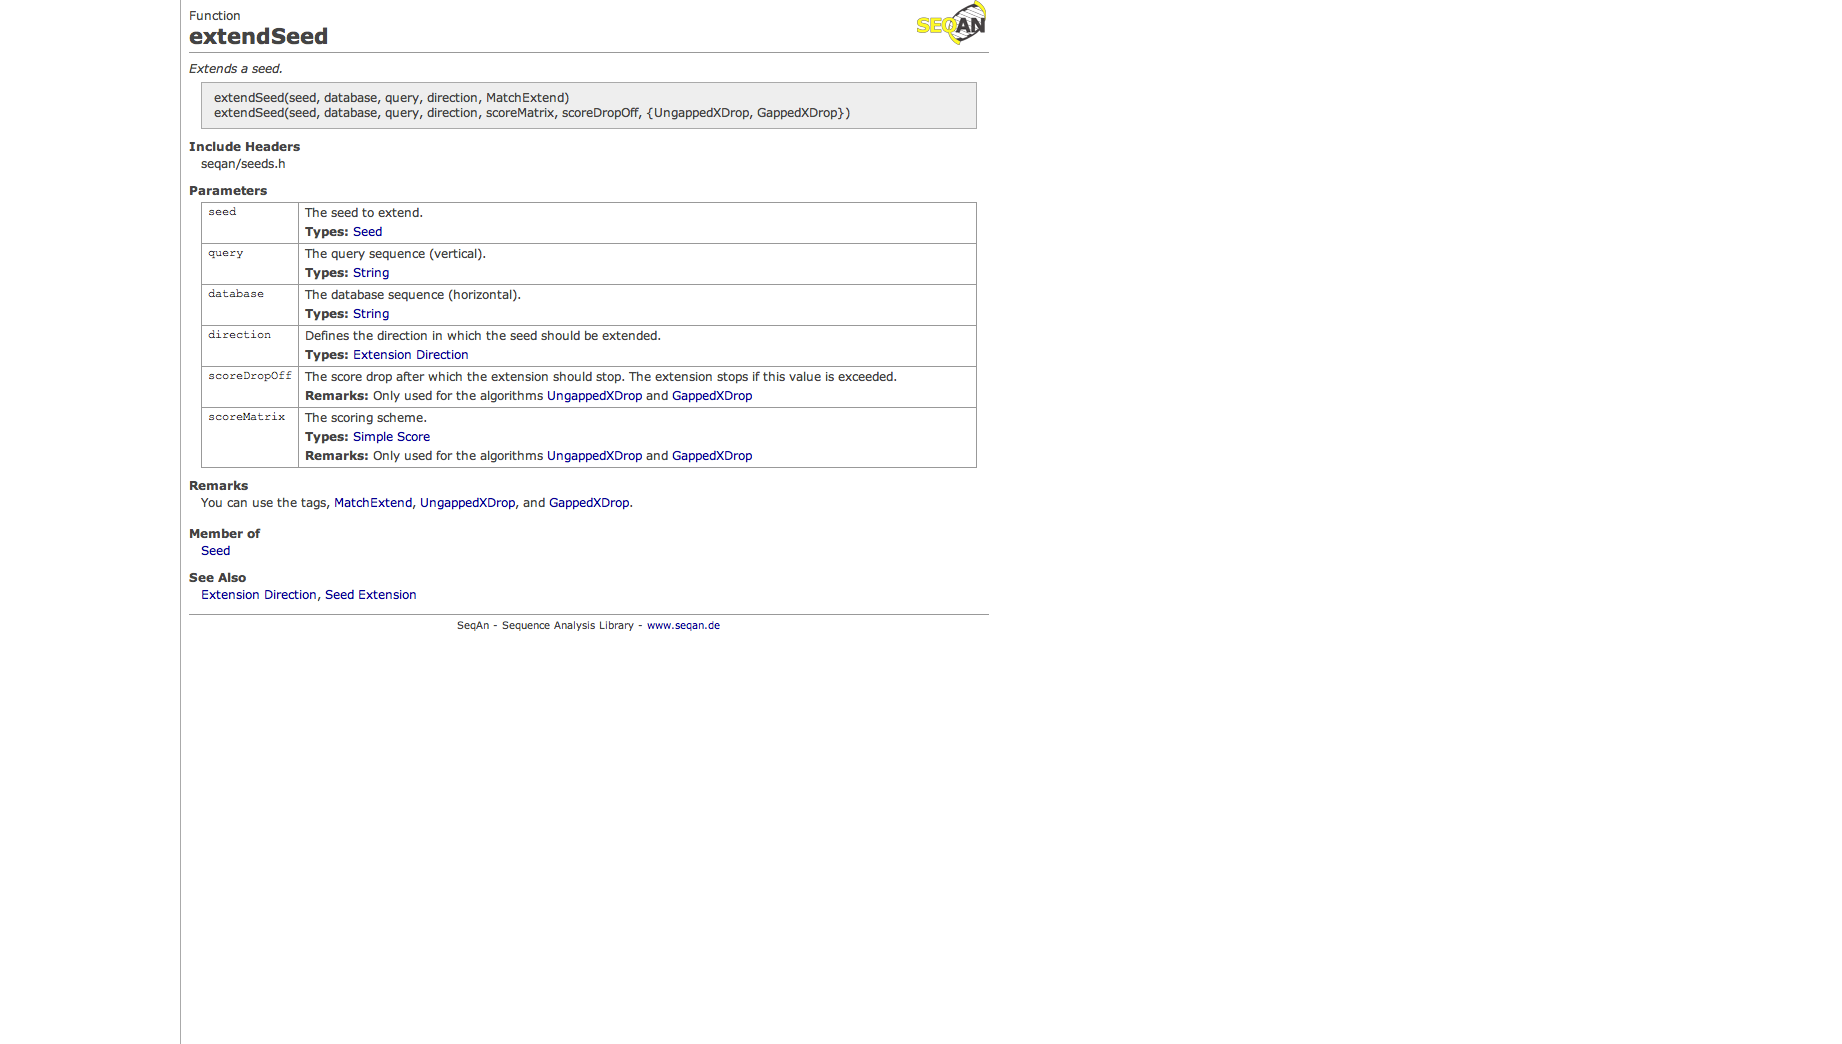 Function
extendSeed
SEQAN
Extends a seed.
extendSeed(seed, database, query, direction, MatchExtend)
extendSeed(seed, database, query, direction, scoreMatrix, scoreDropOff, {UngappedXDrop, GappedXDrop})
Include Headers
seqan/seeds.h
Parameters
seed
The seed to extend.
Types: Seed
query
The query sequence (vertical).
Types: String
database
The database sequence (horizontal).
Types: String
direction
Defines the direction in which the seed should be extended.
Types: Extension Direction
scoreDropOff
The score drop after which the extension should stop. The extension stops if this value is exceeded.
Remarks: Only used for the algorithms UngappedXDrop and GappedXDrop
scoreMatrix
The scoring scheme.
Types: Simple Score
Remarks: Only used for the algorithms UngappedXDrop and GappedXDrop
Remarks
You can use the tags, MatchExtend, UngappedXDrop, and GappedXDrop.
Member of
Seed
See Also
Extension Direction, Seed Extension
SeqAn - Sequence Analysis Library - www.seqan.de